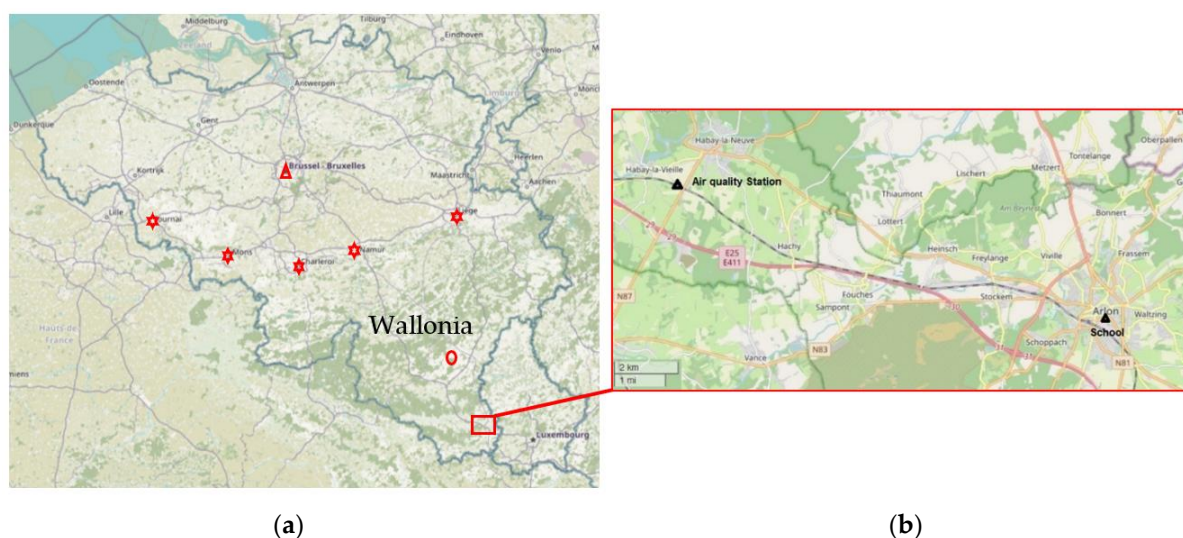 Middelburg
Tilburg
Eindhoven
Venlo
Oostende
Antwerpen
Dunkerque
Gent
Brüssel - Bruxelles
Maastricht
Heerlen
Aachen
Kortrijk
Lille
Tournai
Liège
Mons
Namur
Charleroi
Hauts-de-
France
Wallonia
Luxembourg
Habay-la-Neuve
Habay-la-Vieille
Air quality Station
Oberpallen
Tontelange
Metzert
Lischert
Thiaumont
Lottert
Bonnert
Hachy
E25
E411
Heinsch
Freylange
Viville
Frassem
N87
Fouches
Sampont
Stockem
Arlon
School
Waltzing
Schoppach
Vance
N83
N81
31
31
2 km
1 mi
(a)
(b)